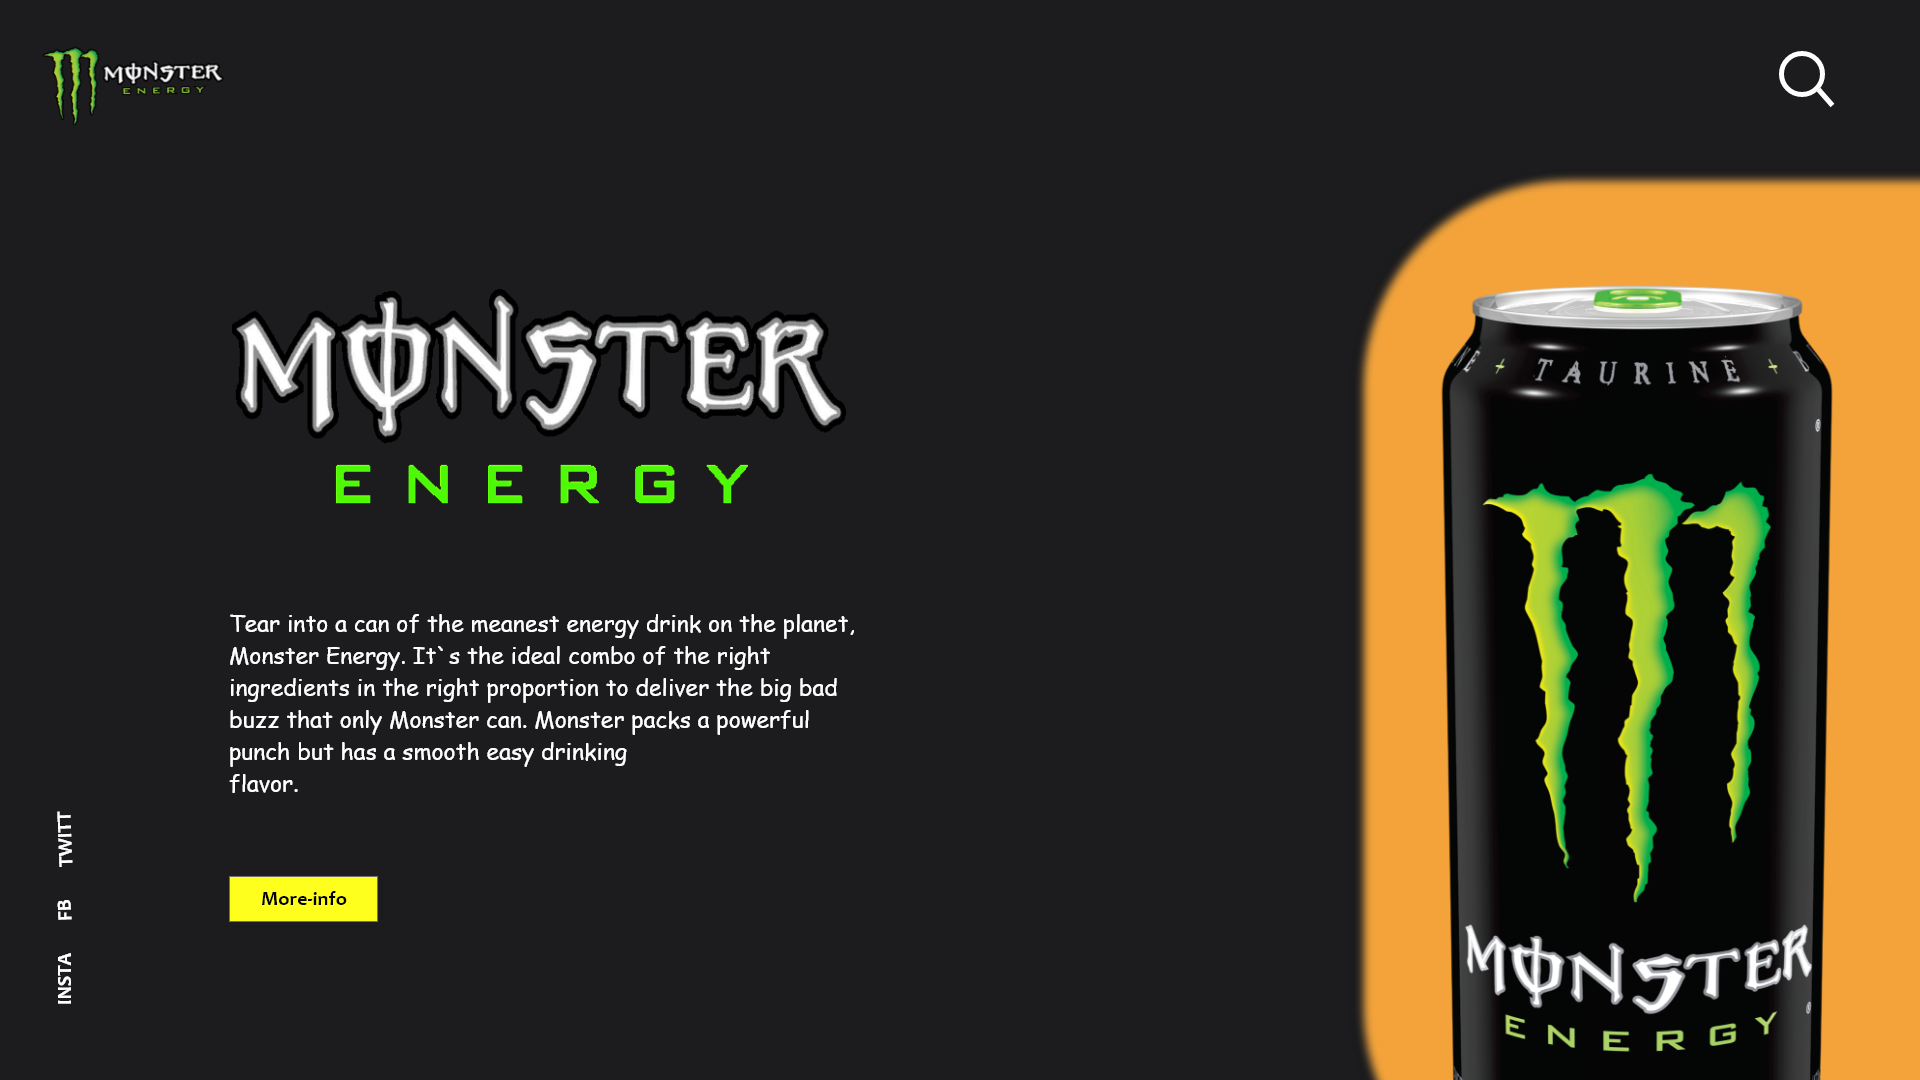 MONSTER
ENERGY
MONSTER
ENERGY
Tear into a can of the meanest energy drink on the planet,
Monster Energy. It`s the ideal combo of the right
ingredients in the right proportion to deliver the big bad
buzz that only Monster can. Monster packs a powerful
punch but has a smooth easy drinking
flavor.
More-info
TWITT
FB
INSTA
+ TAURINE +
MONSTER
ENERGY